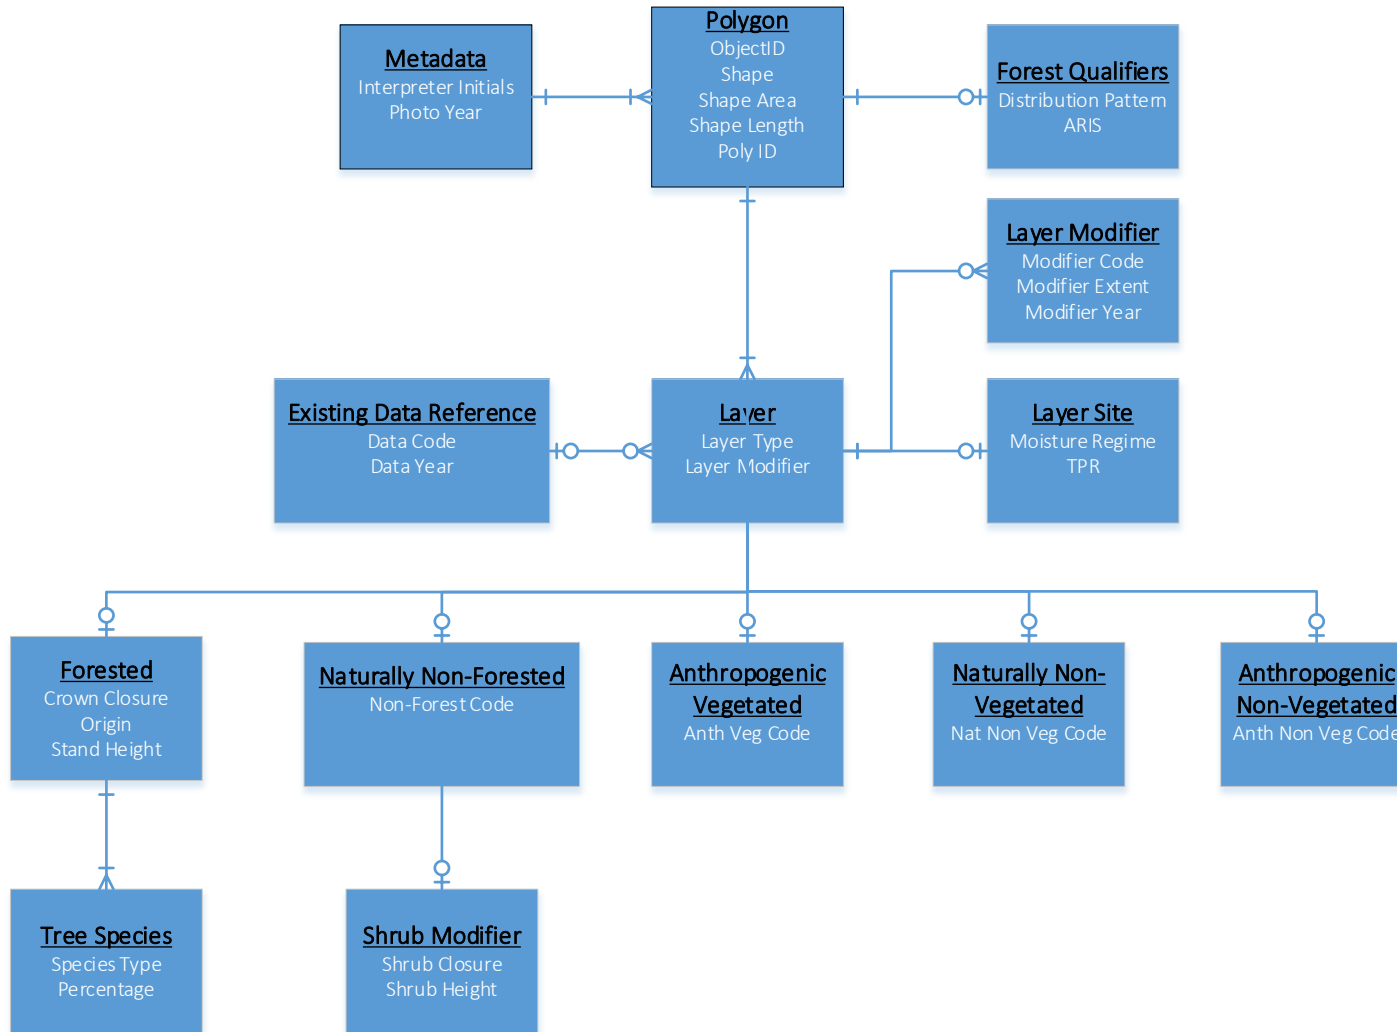 Metadata
Interpreter Initials
Photo Year
Polygon
ObjectID
Shape
Shape Area
Shape Length
Poly ID
Forest Qualifiers
Distribution Pattern
ARIS
Layer Modifier
Modifier Code
Modifier Extent
Modifier Year
Existing Data Reference
Data Code
Data Year
Layer
Layer Type
Layer Modifier
Layer Site
Moisture Regime
TPR
Forested
Crown Closure
Origin
Stand Height
Naturally Non-Forested
Non-Forest Code
Anthropogenic
Vegetated
Anth Veg Code
Naturally Non-
Vegetated
Nat Non Veg Code
Anthropogenic
Non-Vegetated
Anth Non Veg Code
Tree Species
Species Type
Percentage
Shrub Modifier
Shrub Closure
Shrub Height